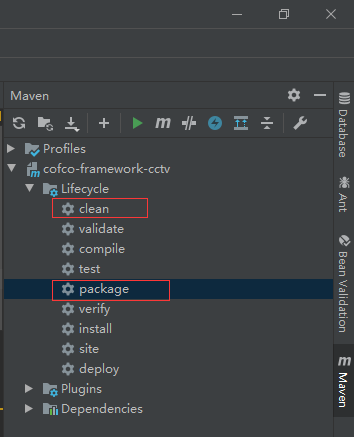 Maven
Profiles
cofco-framework-cctv
Lifecycle
clean
validate
compile
test
package
verify
install
site
deploy
Plugins
Dependencies
Database
Ant
Bean Validation
Maven